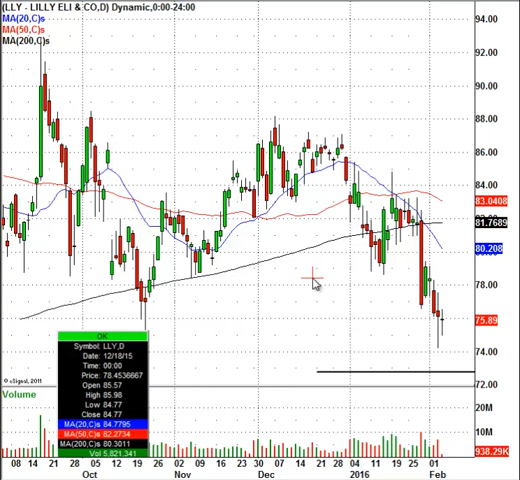 (LLY - LILLY ELI & CO,D) Dynamic,0:00-24:00
MA(20,C)s
MA(50,C)s
MA(200,C)s
94.00
92.00
90.00
88.00
86.00
84.00
83.0408
82.00
81.7689
80.208
78.00
75.89
74.00
72.00
OK
Symbol: LLY,D
Date: 12/18/15
Time: 00:00
Price: 78.4536667
Open 85.57
High 85.98
Low 84.77
Close 84.77
MA(20,C)s 84.7795
MA(50,C)s 82.2734
MA(200,C)s 80.3011
Vol 5,821,341
© eSignal, 2011
Volume
20M
10M
938.29K
08 14 21 28 12 19 26 02 09 16 23 30 07 14 21 28 11 19 25 01
Oct Nov Dec 2016 Feb